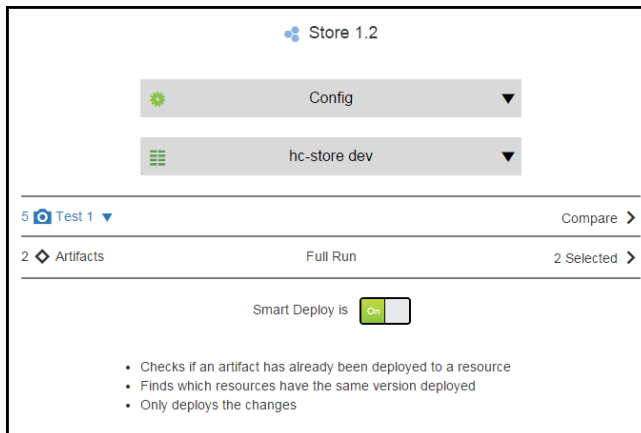 Store 1.2
Config
hc-store dev
5 Test 1 Compare
2 Artifacts Full Run 2 Selected
Smart Deploy is On
• Checks if an artifact has already been deployed to a resource
• Finds which resources have the same version deployed
• Only deploys the changes